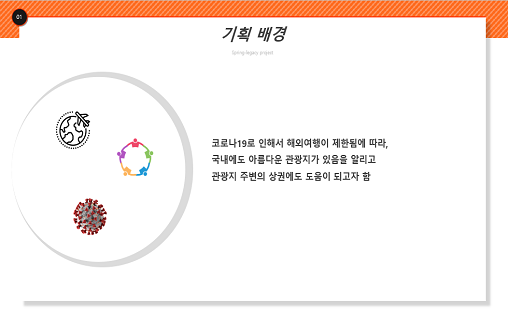 01
기획 배경
Spring legacy project
코로나19로 인해서 해외여행이 제한됨에 따라,
국내에도 아름다운 관광지가 있음을 알리고
관광지 주변의 상권에도 도움이 되고자 함